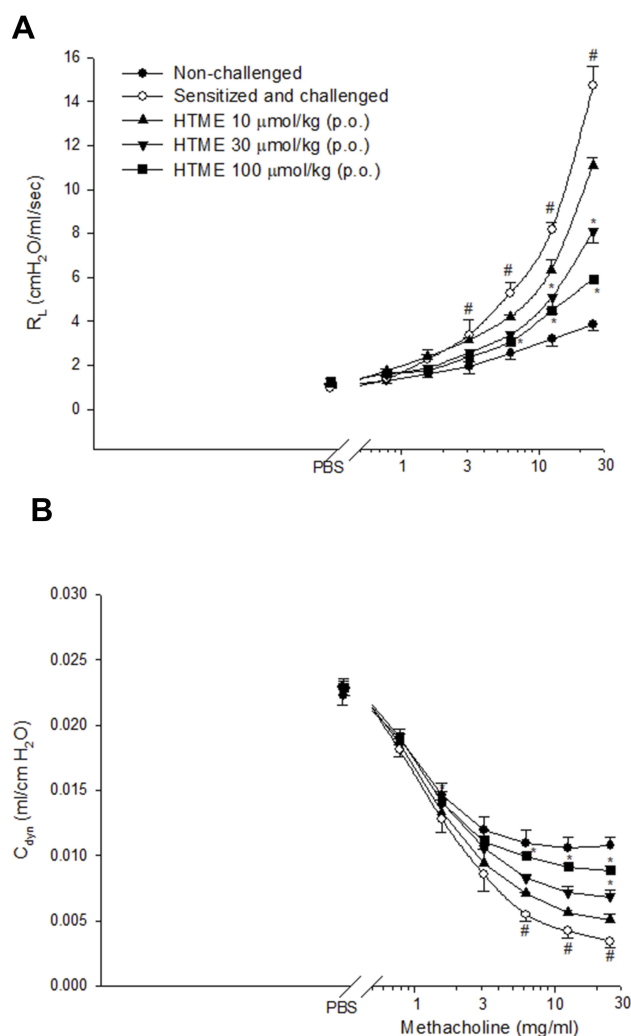 A
16
14
12
10
8
6
4
2
0
R_L (cmH2O/ml/sec)
Non-challenged
Sensitized and challenged
HTME 10 μmol/kg (p.o.)
HTME 30 μmol/kg (p.o.)
HTME 100 μmol/kg (p.o.)
# # # # #
* * * * *
PBS 1 3 10 30
B
0.030
0.025
0.020
0.015
0.010
0.005
0.000
C_dyn (ml/cm H2O)
* * * *
# # #
PBS 1 3 10 30
Methacholine (mg/ml)